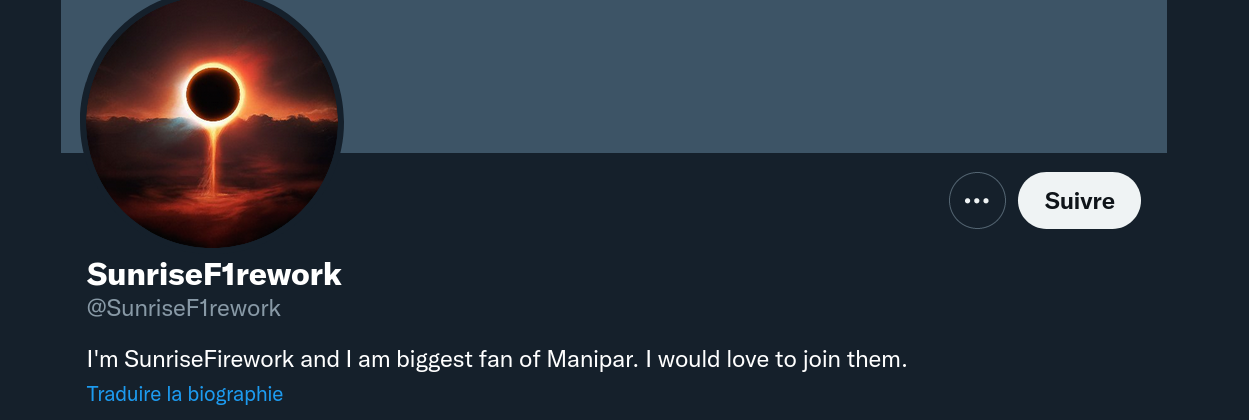 Suivre
SunriseF1rework
@SunriseF1rework
I'm SunriseFirework and I am biggest fan of Manipar. I would love to join them.
Traduire la biographie